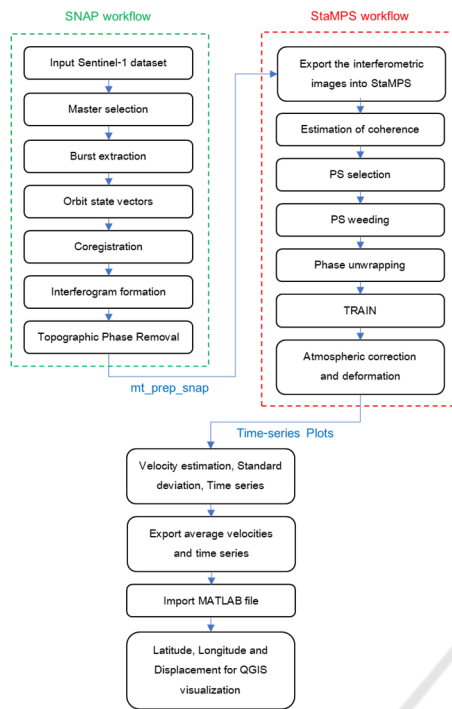 SNAP workflow
Input Sentinel-1 dataset
Master selection
Burst extraction
Orbit state vectors
Coregistration
Interferogram formation
Topographic Phase Removal
mt_prep_snap
StaMPS workflow
Export the interferometric
images into StaMPS
Estimation of coherence
PS selection
PS weeding
Phase unwrapping
TRAIN
Atmospheric correction
and deformation
Time-series Plots
Velocity estimation, Standard
deviation, Time series
Export average velocities
and time series
Import MATLAB file
Latitude, Longitude and
Displacement for QGIS
visualization